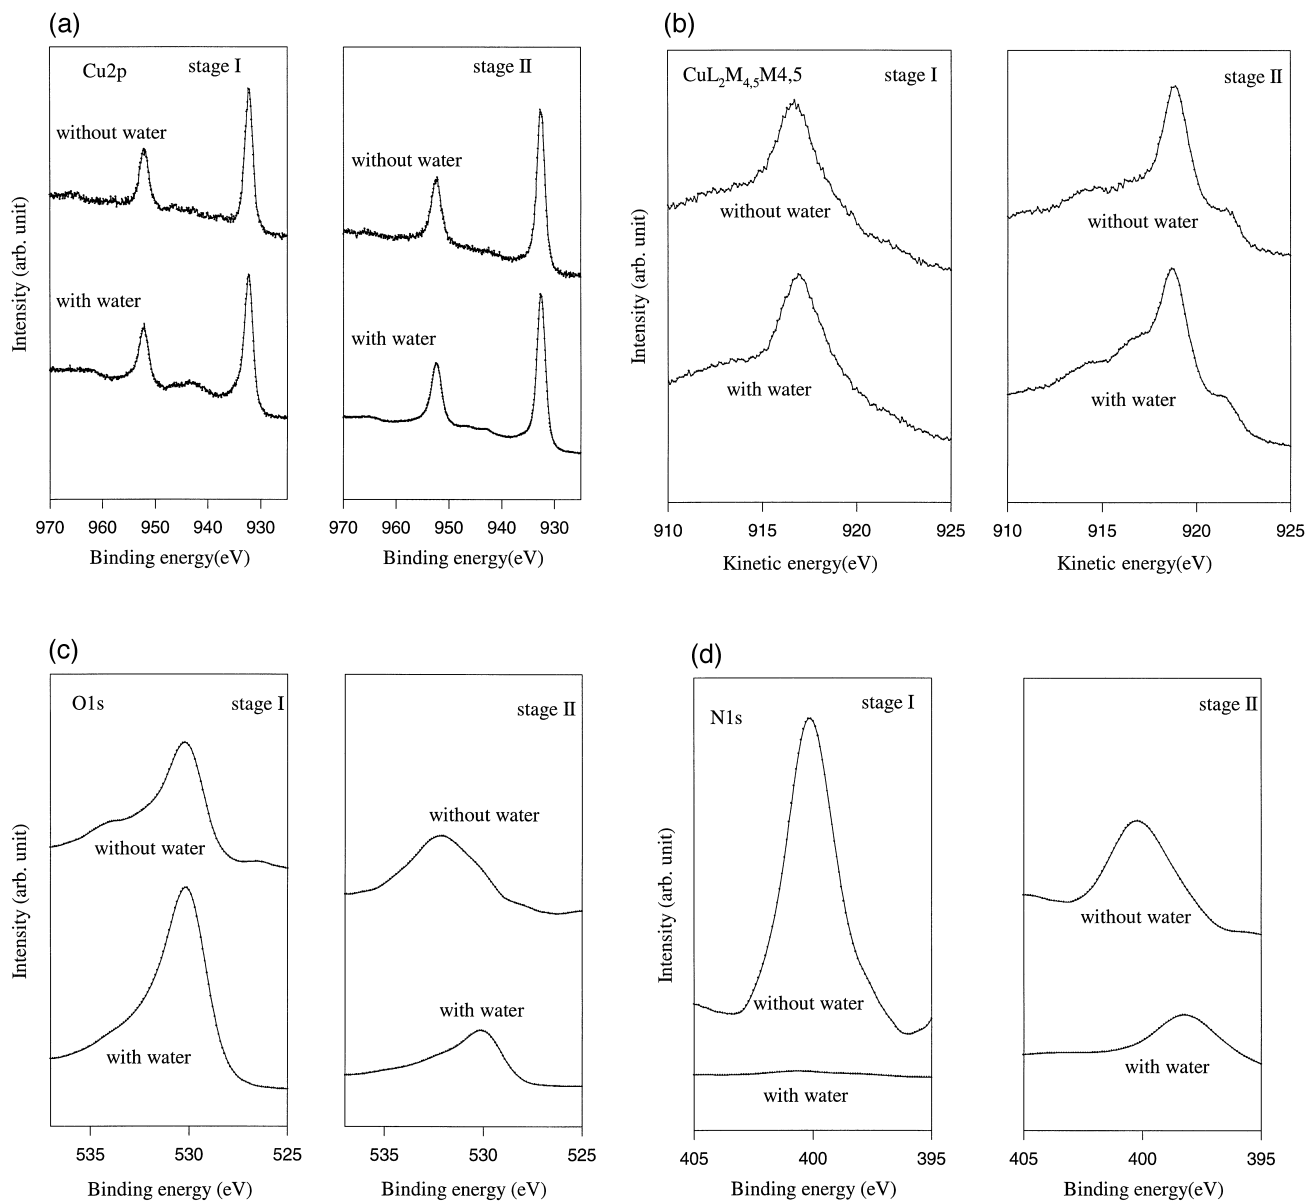 (a)
Cu2p
stage I
without water
with water
stage II
without water
with water
Intensity (arb. unit)
970 960 950 940 930
970 960 950 940 930
Binding energy(eV)
Binding energy(eV)
(b)
CuL₂M₄,₅M4,5
stage I
without water
with water
stage II
without water
with water
Intensity (arb. unit)
910 915 920 925
910 915 920 925
Kinetic energy(eV)
Kinetic energy(eV)
(c)
O1s
stage I
without water
with water
stage II
without water
with water
Intensity (arb. unit)
535 530 525
535 530 525
Binding energy (eV)
Binding energy (eV)
(d)
N1s
stage I
without water
with water
stage II
without water
with water
Intensity (arb. unit)
405 400 395
405 400 395
Binding energy (eV)
Binding energy(eV)